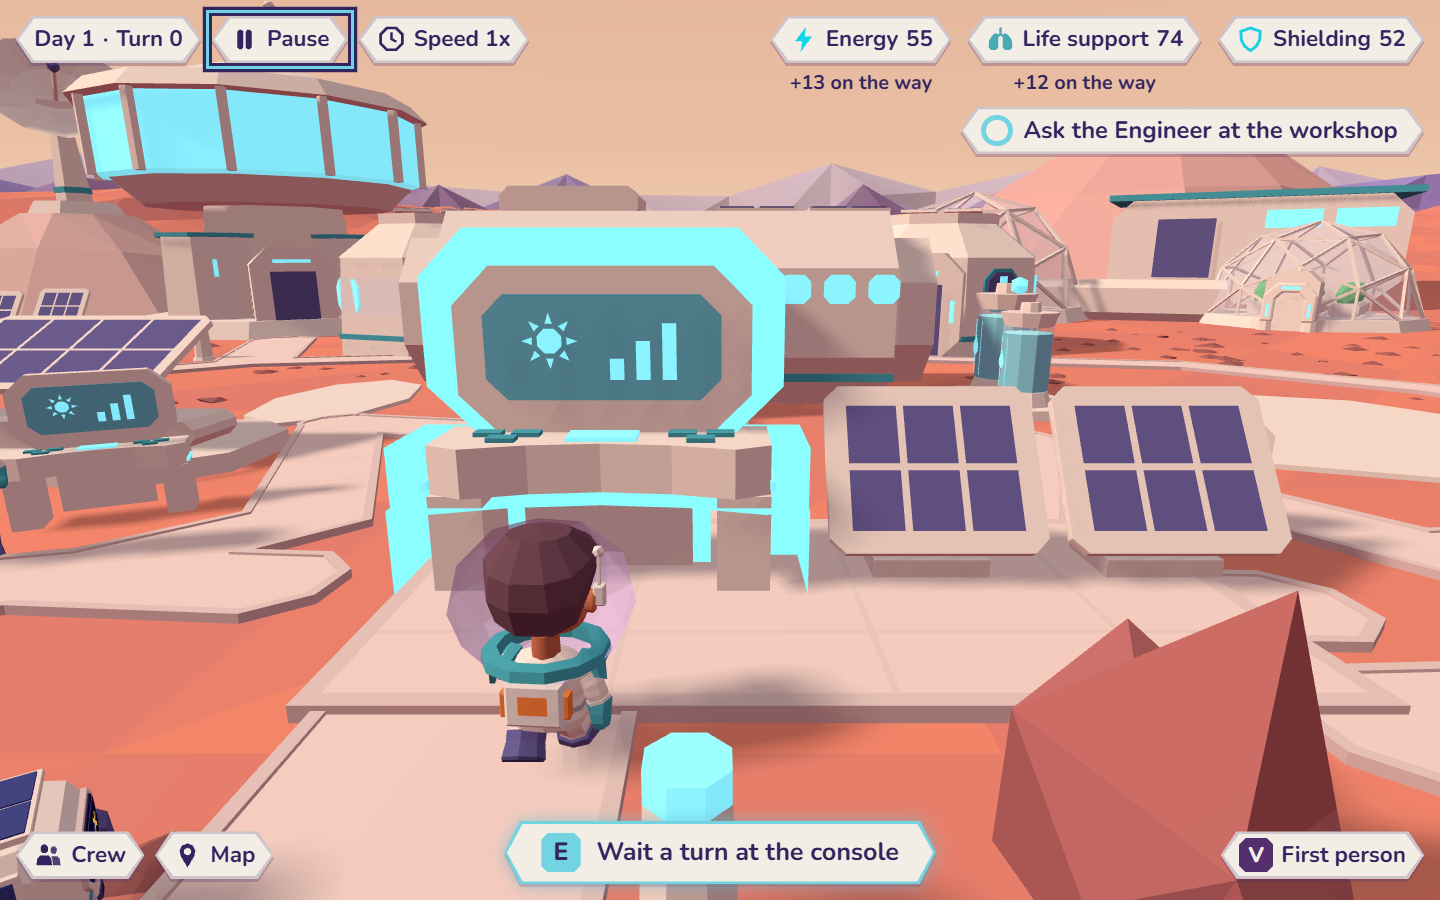 Day 1 · Turn 0
Pause
Speed 1x
Energy 55
Life support 74
Shielding 52
+13 on the way
+12 on the way
Ask the Engineer at the workshop
E Wait a turn at the console
Crew
Map
V First person